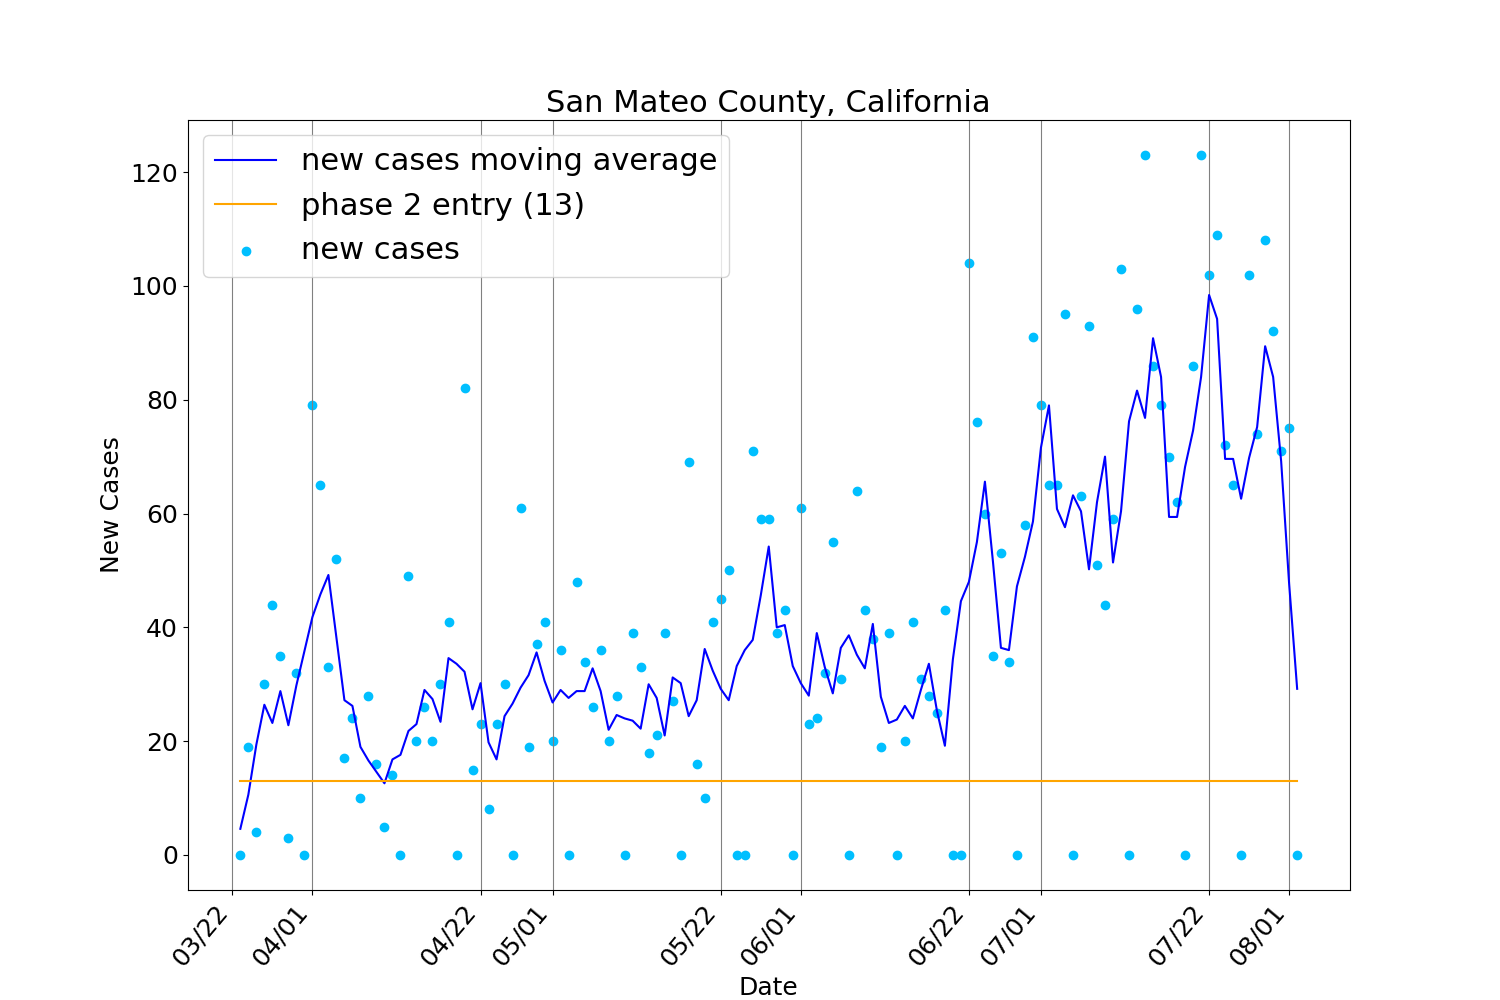 San Mateo County, California
new cases moving average
phase 2 entry (13)
new cases
120
100
80
60
40
20
0
New Cases
03/22
04/01
04/22
05/01
05/22
06/01
06/22
07/01
07/22
08/01
Date